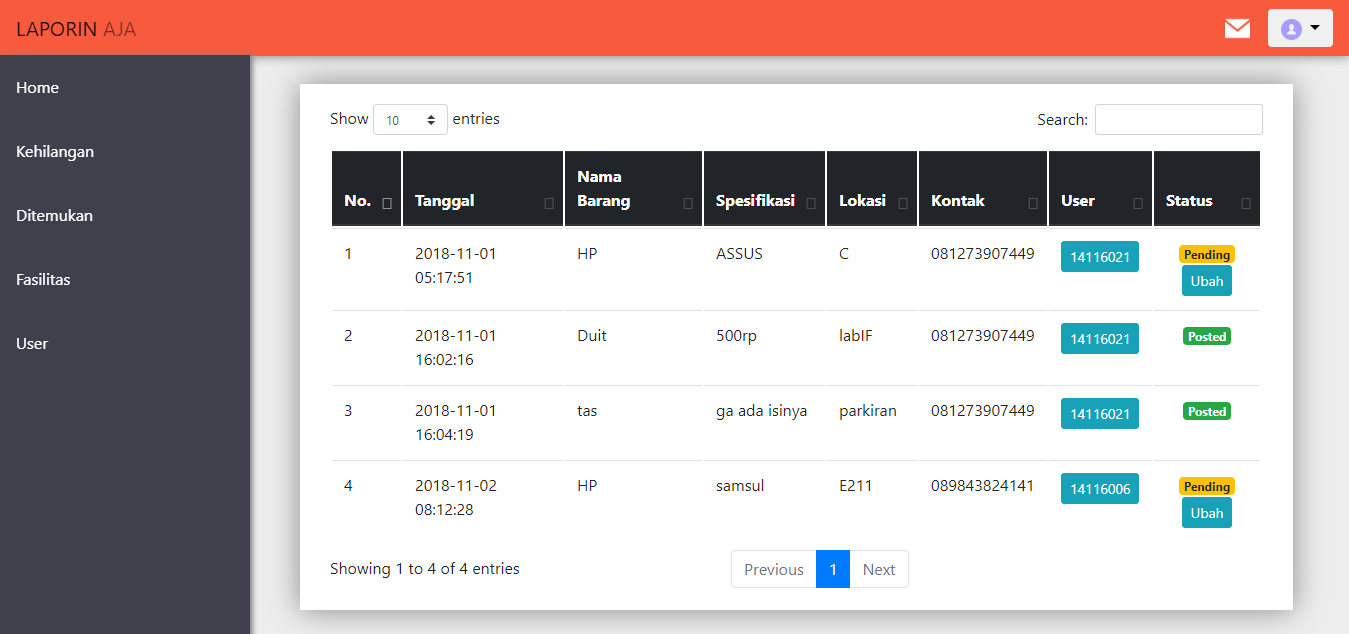 LAPORIN AJA
Home
Kehilangan
Ditemukan
Fasilitas
User
Show 10 entries
Search:
No. Tanggal Nama Barang Spesifikasi Lokasi Kontak User Status
1 2018-11-01 05:17:51 HP ASSUS C 081273907449 14116021 Pending Ubah
2 2018-11-01 16:02:16 Duit 500rp labIF 081273907449 14116021 Posted
3 2018-11-01 16:04:19 tas ga ada isinya parkiran 081273907449 14116021 Posted
4 2018-11-02 08:12:28 HP samsul E211 089843824141 14116006 Pending Ubah
Showing 1 to 4 of 4 entries
Previous 1 Next